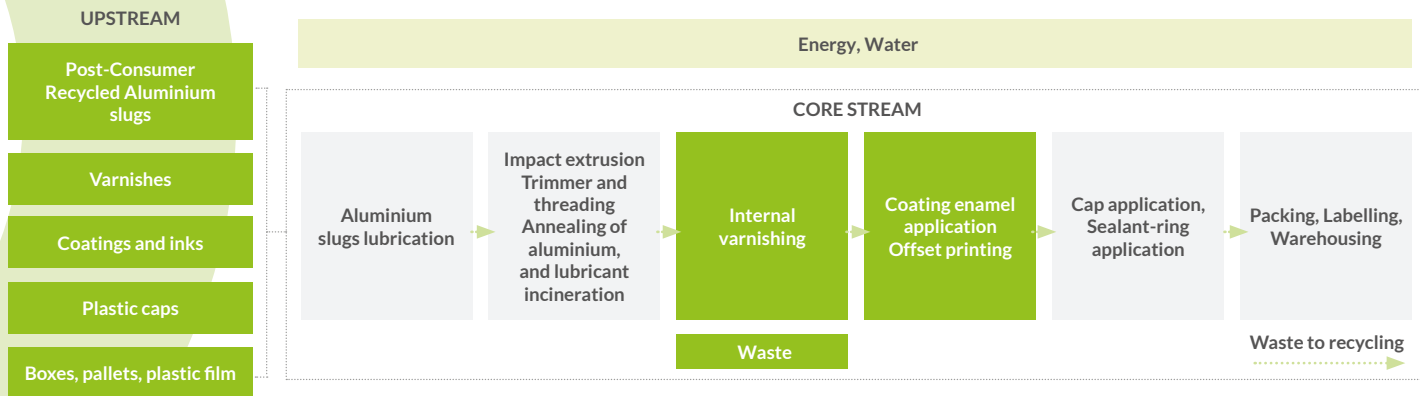 UPSTREAM
Post-Consumer
Recycled Aluminium
slugs
Varnishes
Coatings and inks
Plastic caps
Boxes, pallets, plastic film
Energy, Water
CORE STREAM
Aluminium
slugs lubrication
Impact extrusion
Trimmer and
threading
Annealing of
aluminium,
and lubricant
incineration
Internal
varnishing
Coating enamel
application
Offset printing
Cap application,
Sealant-ring
application
Packing, Labelling,
Warehousing
Waste
Waste to recycling